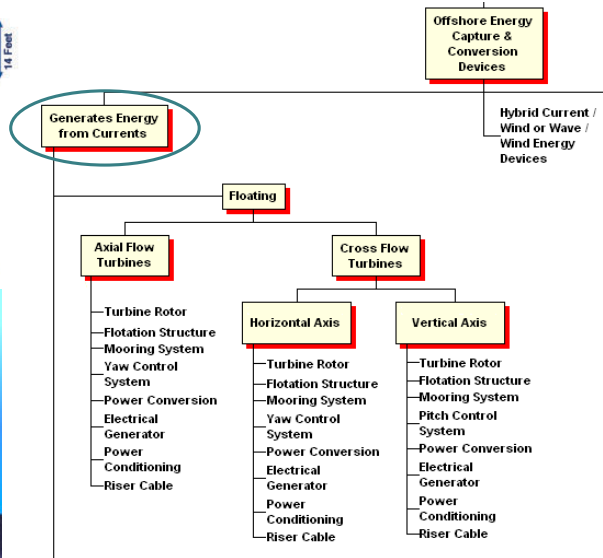 14 Feet
Offshore Energy
Capture &
Conversion
Devices
Generates Energy
from Currents
Hybrid Current /
Wind or Wave /
Wind Energy
Devices
Floating
Axial Flow
Turbines
Cross Flow
Turbines
Turbine Rotor
Flotation Structure
Mooring System
Yaw Control
System
Power Conversion
Electrical
Generator
Power
Conditioning
Riser Cable
Horizontal Axis
Turbine Rotor
Flotation Structure
Mooring System
Yaw Control
System
Power Conversion
Electrical
Generator
Power
Conditioning
Riser Cable
Vertical Axis
Turbine Rotor
Flotation Structure
Mooring System
Pitch Control
System
Power Conversion
Electrical
Generator
Power
Conditioning
Riser Cable